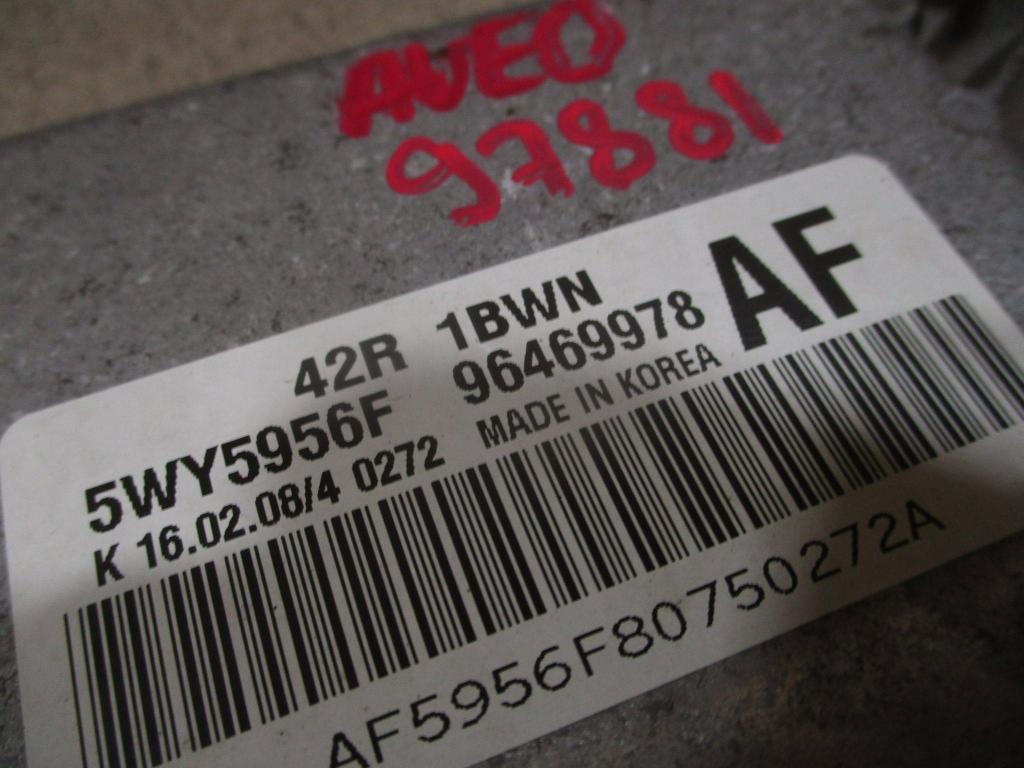 AVEO
97881
42R 1BWN
AF
5WY5956F 96469978
K 16.02.08/4 0272 MADE IN KOREA
AF5956F80750272A